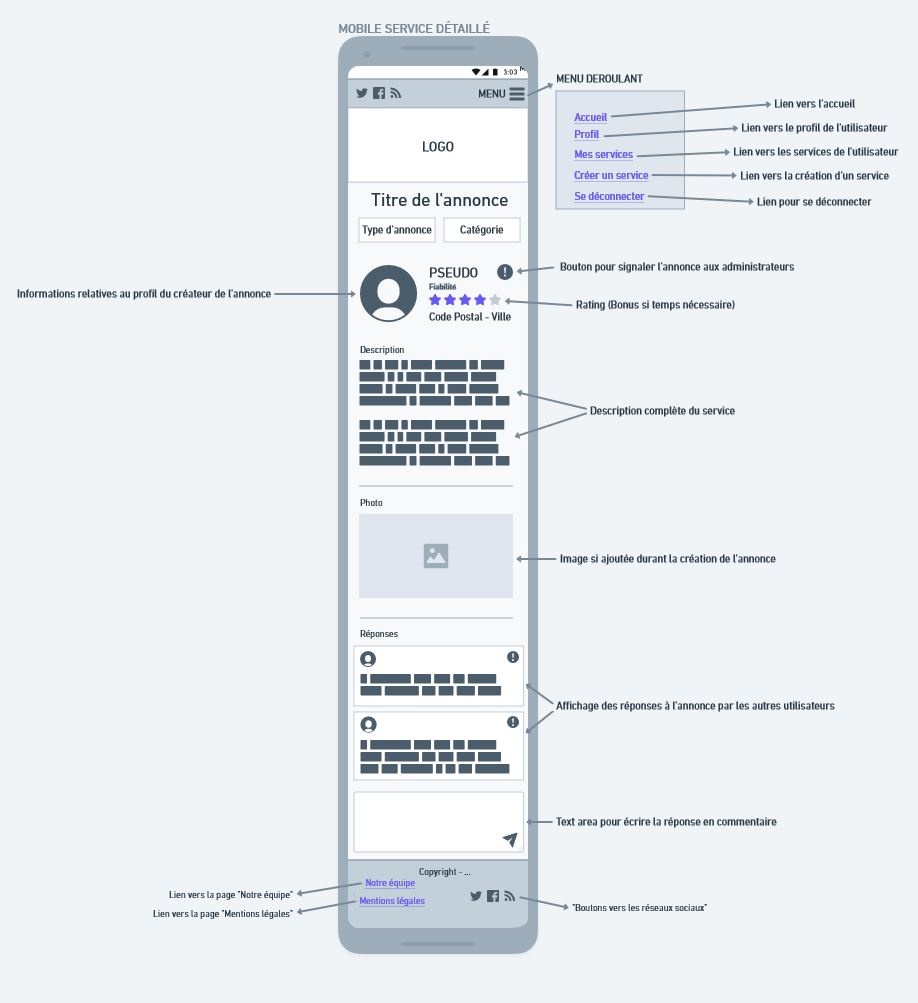 MOBILE SERVICE DÉTAILLÉ
3:03
MENU
MENU DEROULANT
Accueil
Profil
Mes services
Créer un service
Se déconnecter
Lien vers l'accueil
Lien vers le profil de l'utilisateur
Lien vers les services de l'utilisateur
Lien vers la création d'un service
Lien pour se déconnecter
LOGO
Titre de l'annonce
Type d'annonce
Catégorie
PSEUDO
Fiabilité
Code Postal - Ville
Bouton pour signaler l'annonce aux administrateurs
Informations relatives au profil du créateur de l'annonce
Rating (Bonus si temps nécessaire)
Description
Description complète du service
Photo
Image si ajoutée durant la création de l'annonce
Réponses
Affichage des réponses à l'annonce par les autres utilisateurs
Text area pour écrire la réponse en commentaire
Copyright - ...
Notre équipe
Mentions légales
Lien vers la page "Notre équipe"
Lien vers la page "Mentions légales"
"Boutons vers les réseaux sociaux"